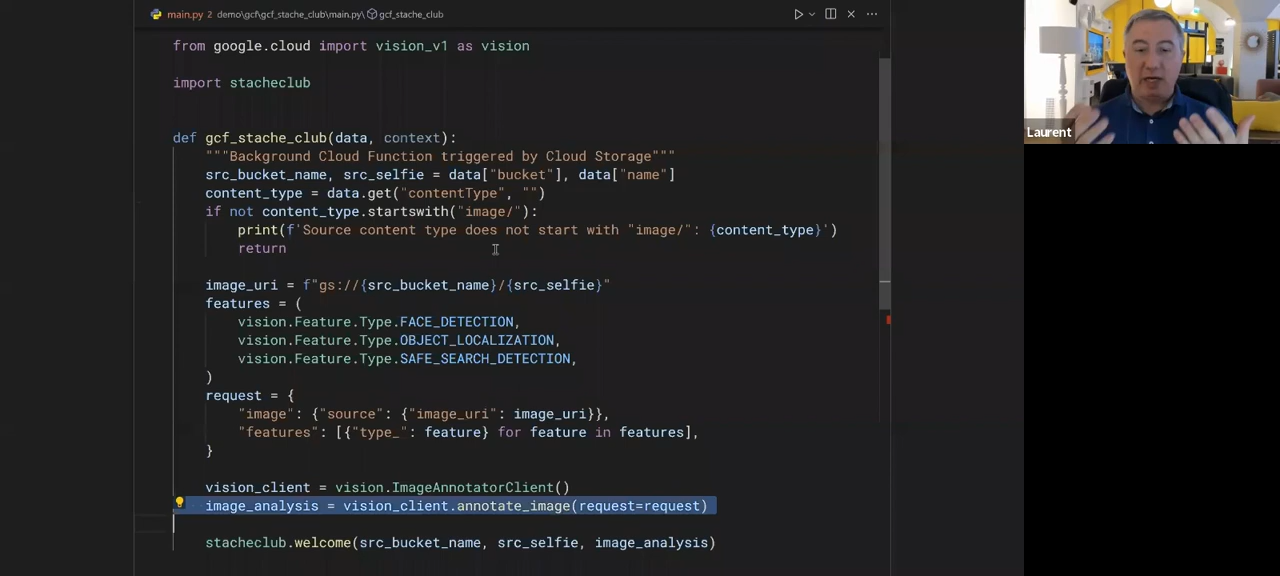 main.py 2 demo\gcf\gcf_stache_club\main.py\ gcf_stache_club
from google.cloud import vision_v1 as vision
import stacheclub
def gcf_stache_club(data, context):
"""Background Cloud Function triggered by Cloud Storage"""
src_bucket_name, src_selfie = data["bucket"], data["name"]
content_type = data.get("contentType", "")
if not content_type.startswith("image/"):
print(f'Source content type does not start with "image/": {content_type}')
return
image_uri = f"gs://{src_bucket_name}/{src_selfie}"
features = (
vision.Feature.Type.FACE_DETECTION,
vision.Feature.Type.OBJECT_LOCALIZATION,
vision.Feature.Type.SAFE_SEARCH_DETECTION,
)
request = {
"image": {"source": {"image_uri": image_uri}},
"features": [{"type_": feature} for feature in features],
}
vision_client = vision.ImageAnnotatorClient()
image_analysis = vision_client.annotate_image(request=request)
stacheclub.welcome(src_bucket_name, src_selfie, image_analysis)
Laurent